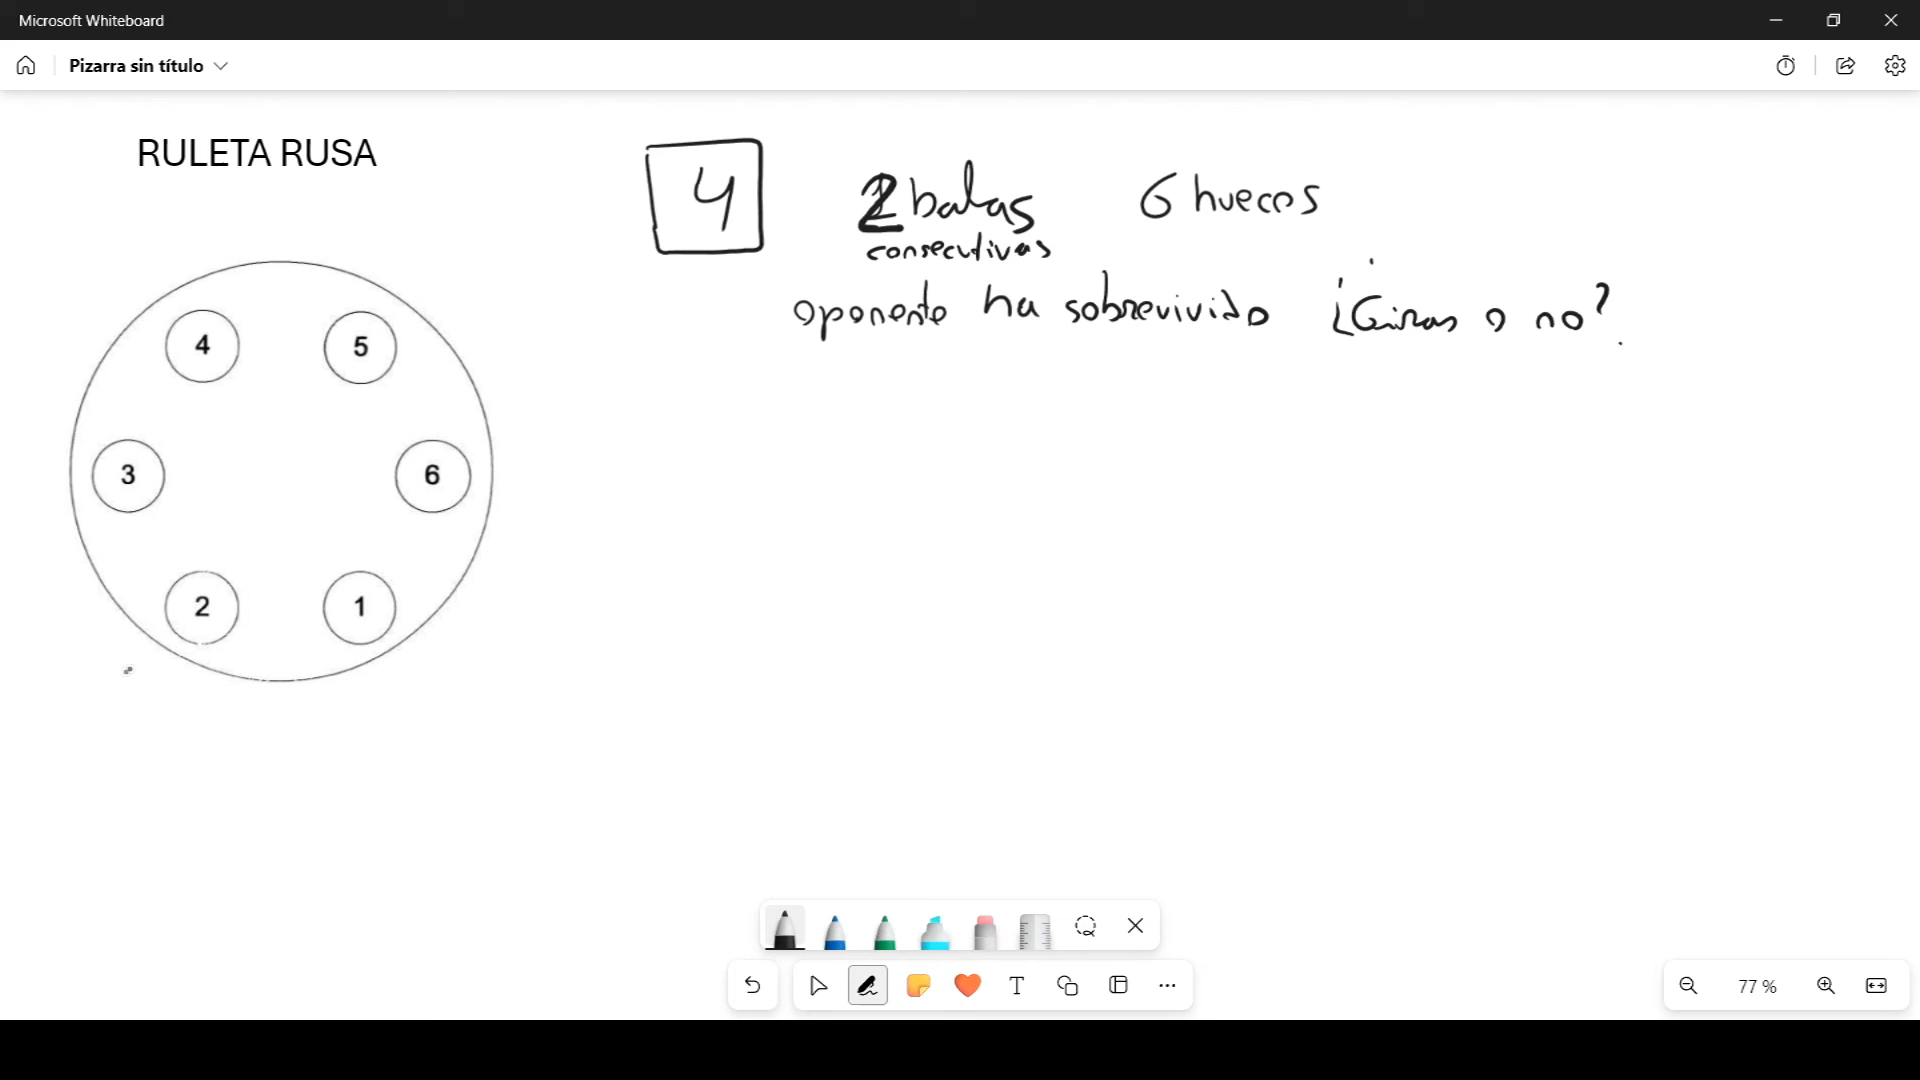 Microsoft Whiteboard
Pizarra sin título
RULETA RUSA
4 2 balas 6 huecos
consecutivas
oponente ha sobrevivido ¿Giras o no?
4 5
3 6
2 1
77 %